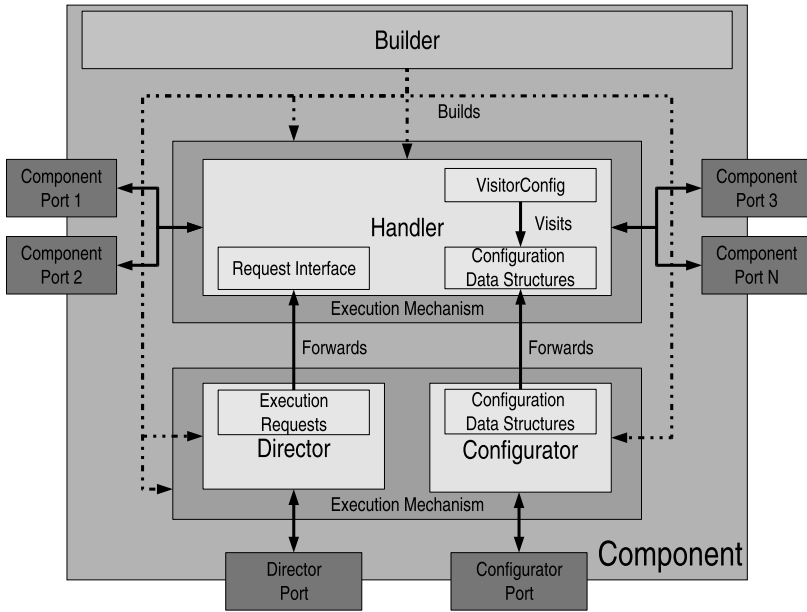 Builder
Builds
Component
Port 1
Component
Port 2
VisitorConfig
Visits
Handler
Request Interface
Configuration
Data Structures
Execution Mechanism
Component
Port 3
Component
Port N
Forwards
Forwards
Execution
Requests
Director
Configuration
Data Structures
Configurator
Execution Mechanism
Component
Director
Port
Configurator
Port